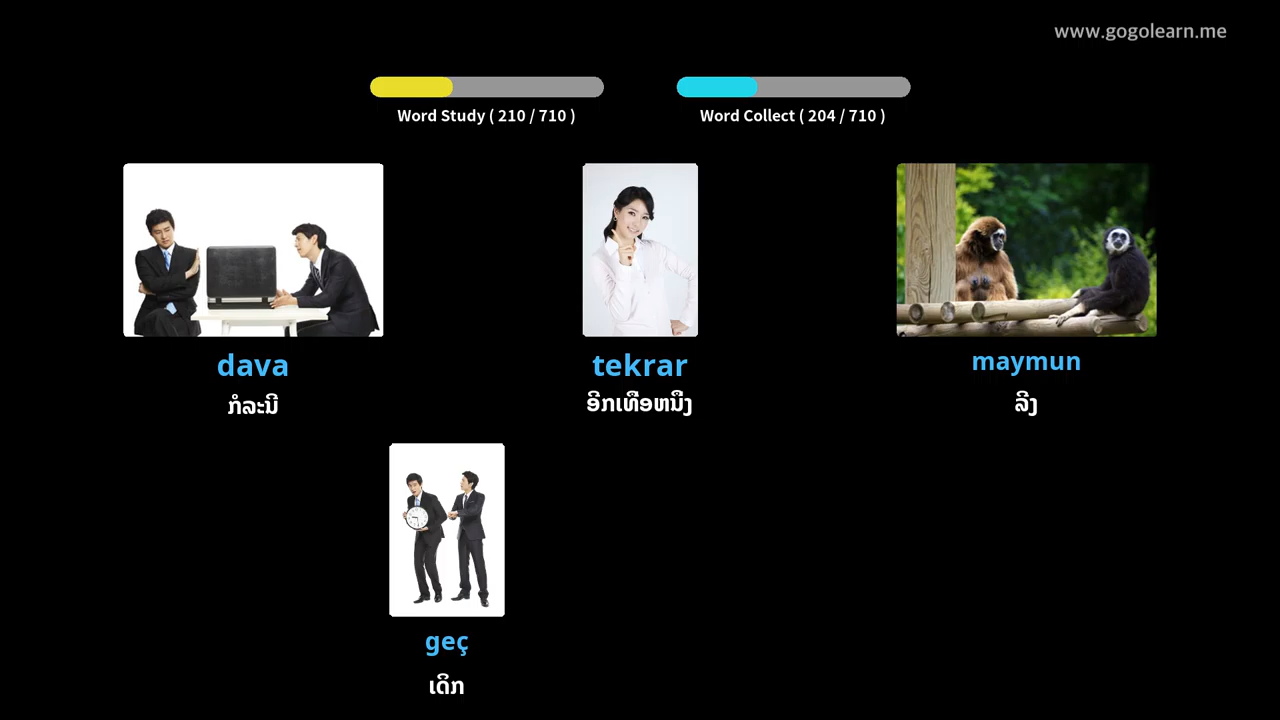 www.gogolearn.me
Word Study ( 210 / 710 )
Word Collect ( 204 / 710 )
dava
ກໍລະນີ
tekrar
ອີກເທື່ອຫນຶ່ງ
maymun
ລີງ
geç
ເດິກ